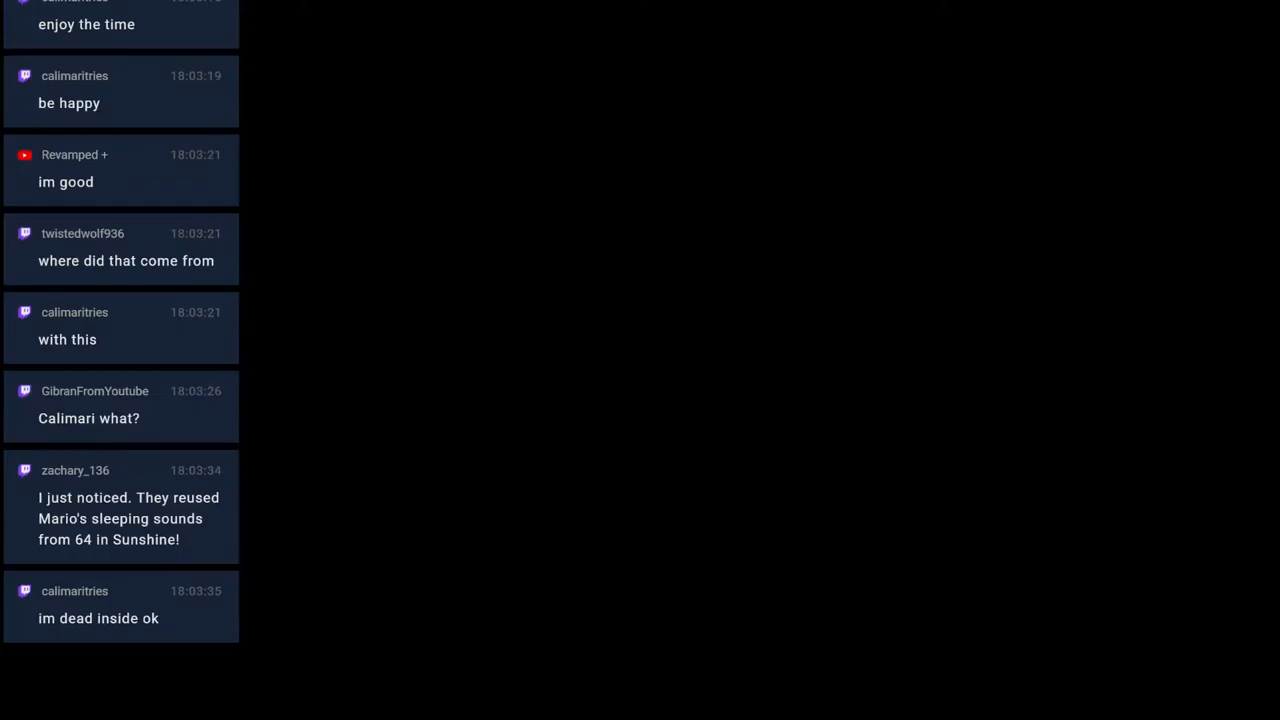 enjoy the time
calimaritries 18:03:19
be happy
Revamped + 18:03:21
im good
twistedwolf936 18:03:21
where did that come from
calimaritries 18:03:21
with this
GibranFromYoutube 18:03:26
Calimari what?
zachary_136 18:03:34
I just noticed. They reused
Mario's sleeping sounds
from 64 in Sunshine!
calimaritries 18:03:35
im dead inside ok